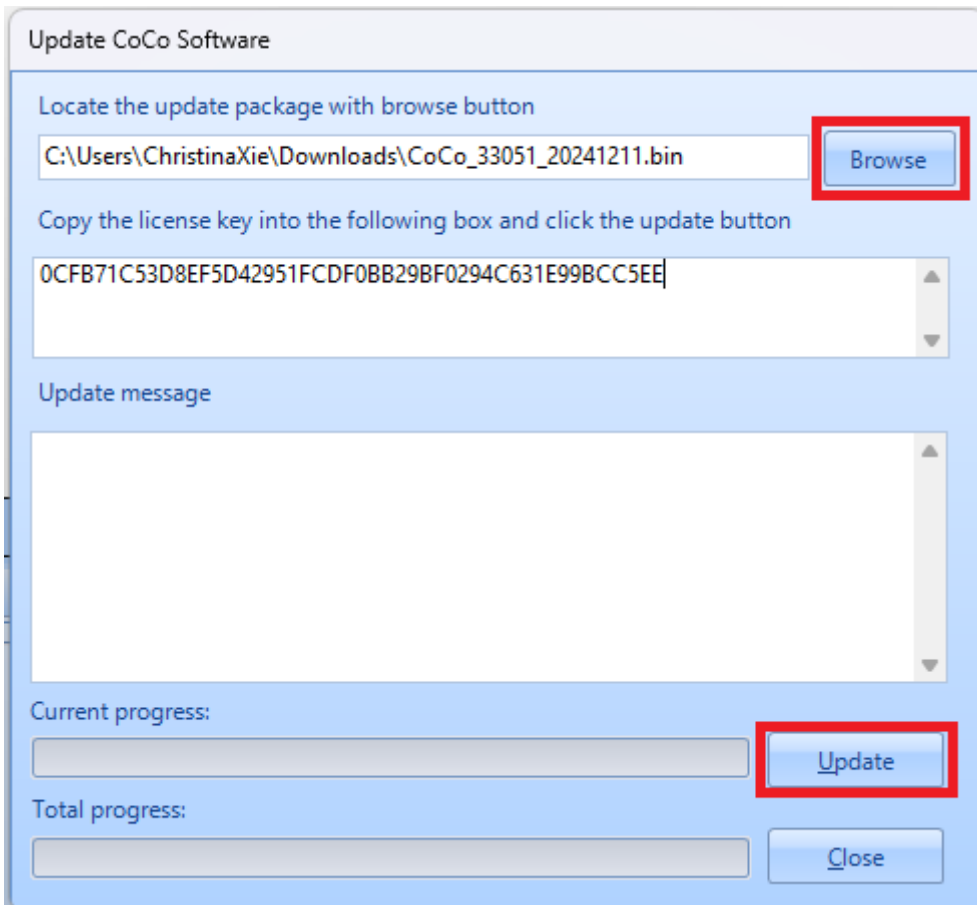 Update CoCo Software
Locate the update package with browse button
C:\Users\ChristinaXie\Downloads\CoCo_33051_20241211.bin
Browse
Copy the license key into the following box and click the update button
0CFB71C53D8EF5D42951FCDF0BB29BF0294C631E99BCC5EE
Update message
Current progress:
Update
Total progress:
Close